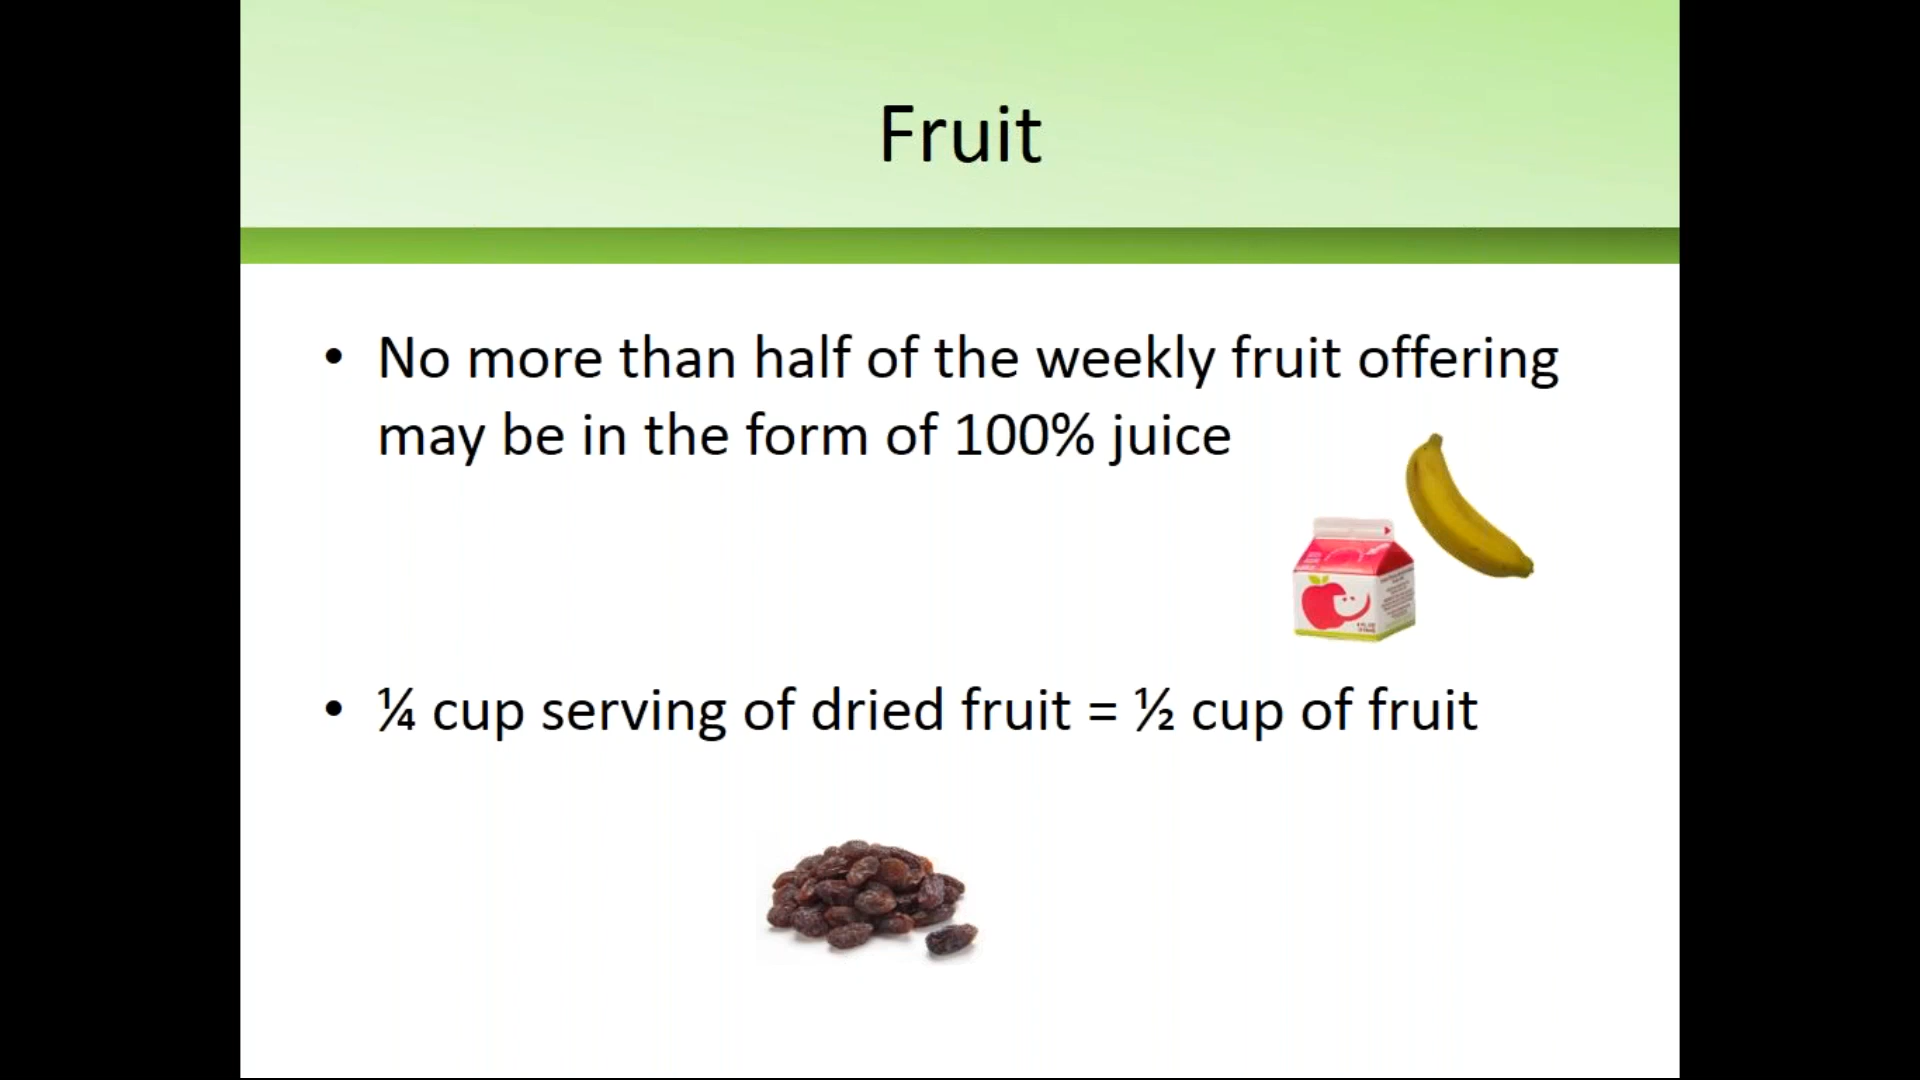 Fruit
• No more than half of the weekly fruit offering
may be in the form of 100% juice
• ¼ cup serving of dried fruit = ½ cup of fruit